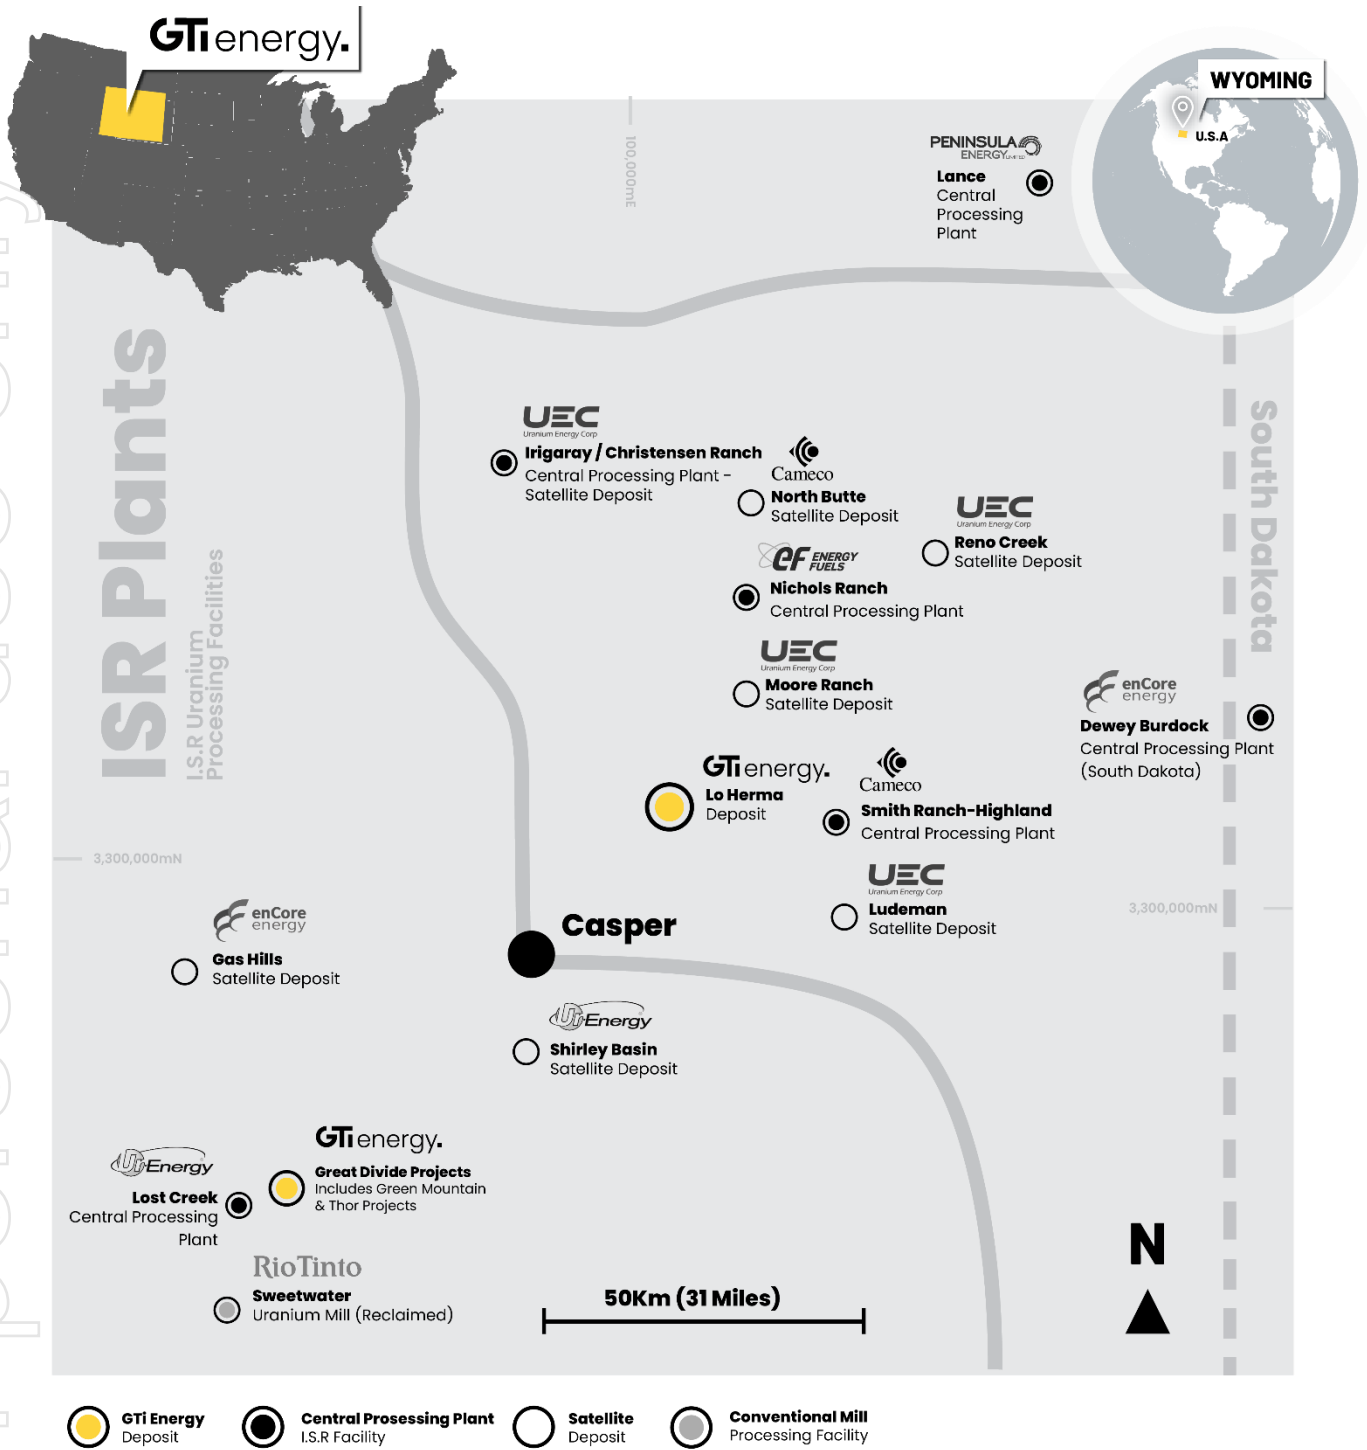 GTi energy.
WYOMING
U.S.A
100,000mE
PENINSULA
ENERGY LIMITED
Lance
Central
Processing
Plant
ISR Plants
I.S.R Uranium
Processing Facilities
South Dakota
UEC
Uranium Energy Corp
Irigaray / Christensen Ranch
Central Processing Plant -
Satellite Deposit
Cameco
North Butte
Satellite Deposit
UEC
Uranium Energy Corp
Reno Creek
Satellite Deposit
ef ENERGY
FUELS
Nichols Ranch
Central Processing Plant
UEC
Uranium Energy Corp
Moore Ranch
Satellite Deposit
enCore
energy
Dewey Burdock
Central Processing Plant
(South Dakota)
GTi energy.
Lo Herma
Deposit
Cameco
Smith Ranch-Highland
Central Processing Plant
3,300,000mN
UEC
Uranium Energy Corp
Ludeman
Satellite Deposit
3,300,000mN
enCore
energy
Gas Hills
Satellite Deposit
Casper
Ur Energy
Shirley Basin
Satellite Deposit
GTi energy.
Great Divide Projects
Includes Green Mountain
& Thor Projects
Ur Energy
Lost Creek
Central Processing
Plant
RioTinto
Sweetwater
Uranium Mill (Reclaimed)
50Km (31 Miles)
N
GTi Energy
Deposit
Central Prosessing Plant
I.S.R Facility
Satellite
Deposit
Conventional Mill
Processing Facility